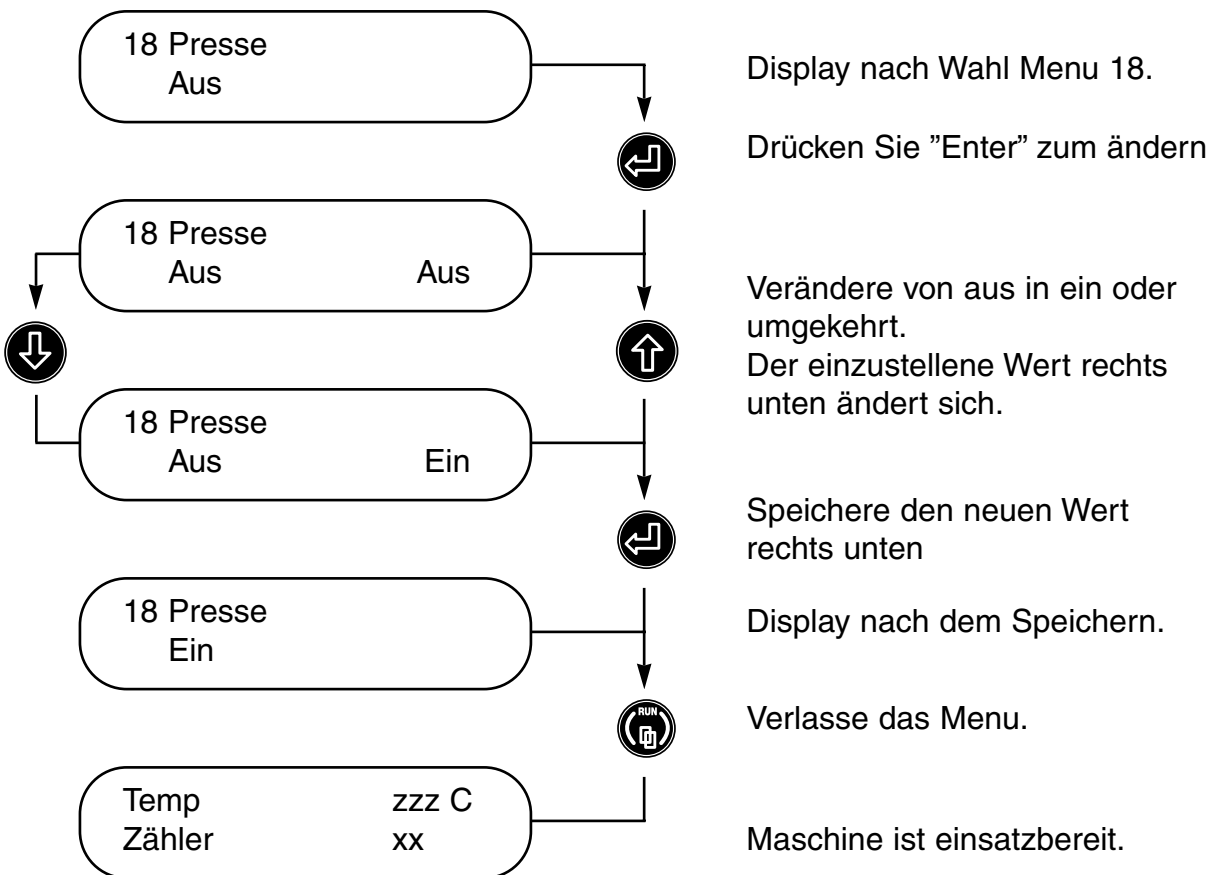 18 Presse
Aus
Display nach Wahl Menu 18.
Drücken Sie ”Enter” zum ändern
18 Presse
Aus Aus
Verändere von aus in ein oder
umgekehrt.
Der einzustellene Wert rechts
unten ändert sich.
18 Presse
Aus Ein
Speichere den neuen Wert
rechts unten
18 Presse
Ein
Display nach dem Speichern.
RUN
Verlasse das Menu.
Temp zzz C
Zähler xx
Maschine ist einsatzbereit.